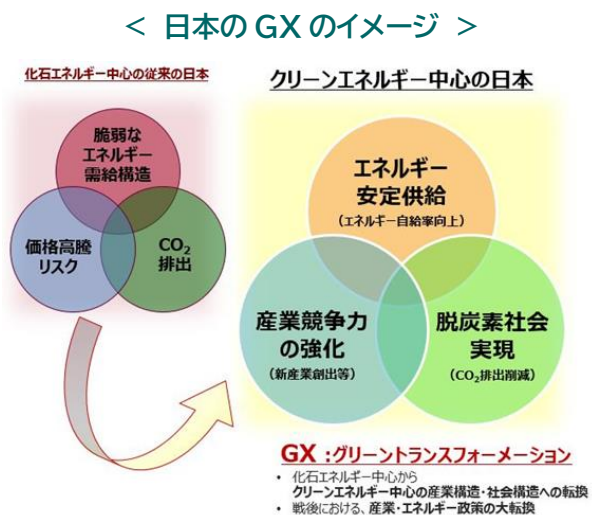 < 日本のGXのイメージ >
化石エネルギー中心の従来の日本
脆弱な
エネルギー
需給構造
価格高騰
リスク
CO₂
排出
クリーンエネルギー中心の日本
エネルギー
安定供給
(エネルギー自給率向上)
産業競争力
の強化
(新産業創出等)
脱炭素社会
実現
(CO₂排出削減)
GX:グリーントランスフォーメーション
・ 化石エネルギー中心から
クリーンエネルギー中心の産業構造・社会構造への転換
・ 戦後における、産業・エネルギー政策の大転換